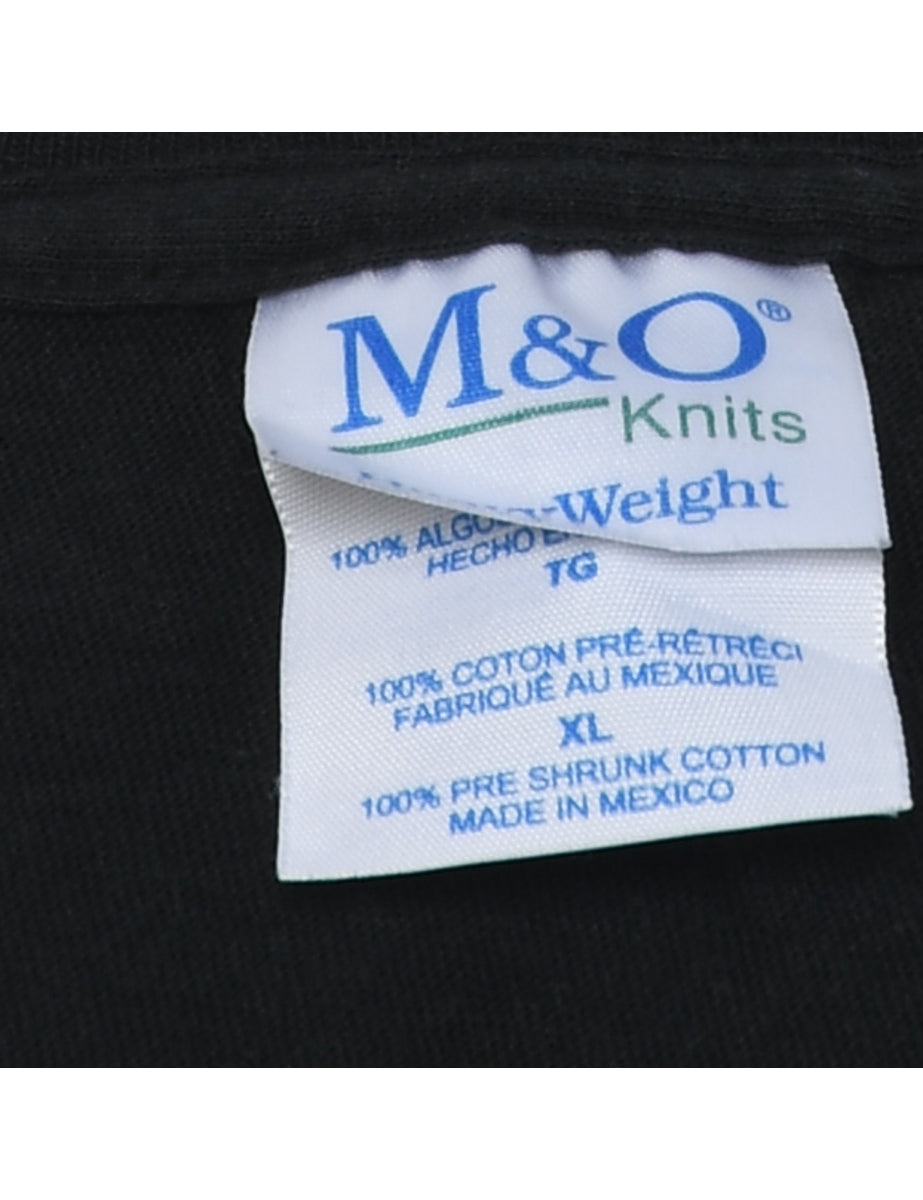 M&O®
Knits
-Weight
100%
HECHO
TG
100% COTON PRÉ-RÉTRÉCI
FABRIQUÉ AU MEXIQUE
XL
100% PRE SHRUNK COTTON
MADE IN MEXICO